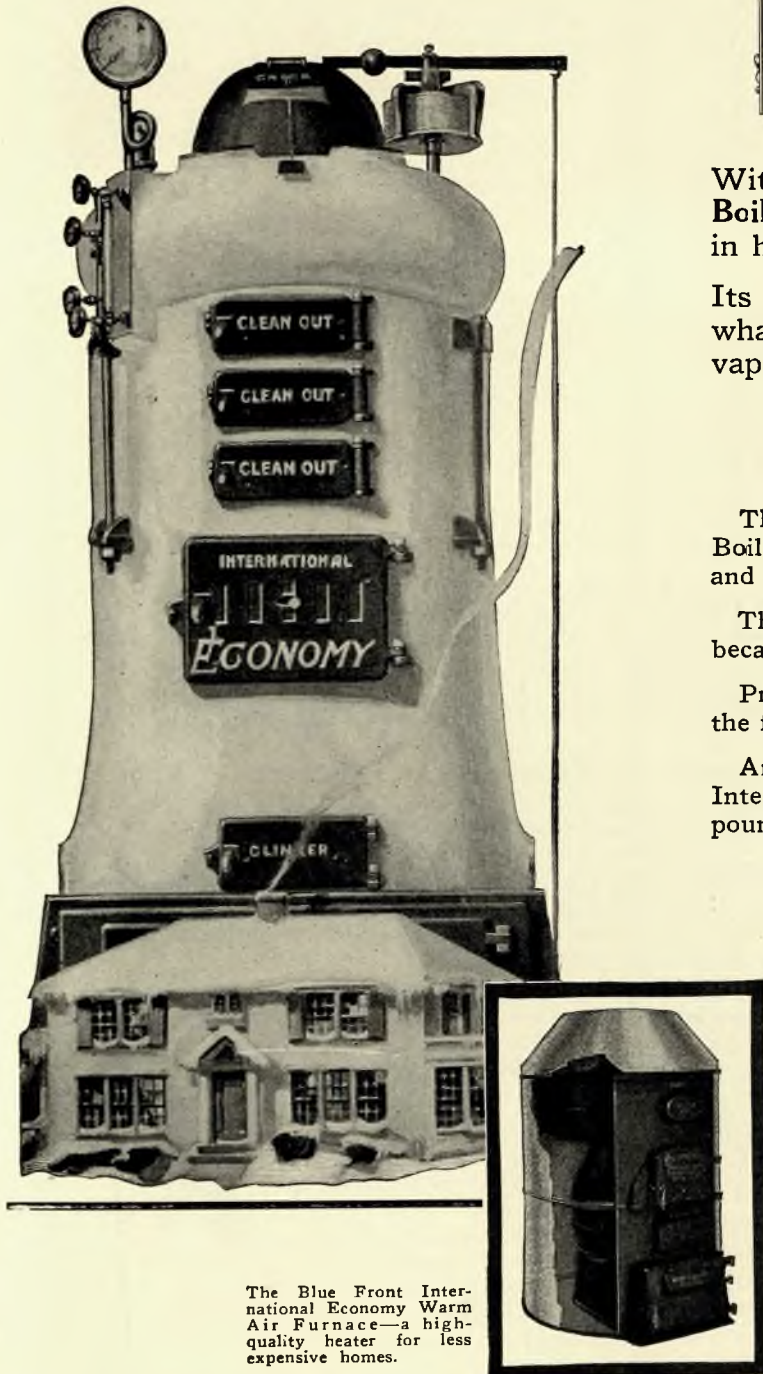 CLEAN OUT
CLEAN OUT
CLEAN OUT
INTERNATIONAL
ECONOMY
CLINKER
The Blue Front Inter-
national Economy Warm
Air Furnace—a high-
quality heater for less
expensive homes.
Wit
Boil
in h
Its
wha
vap
Th
Boil
and
Th
beca
Pr
the
Inte
pour